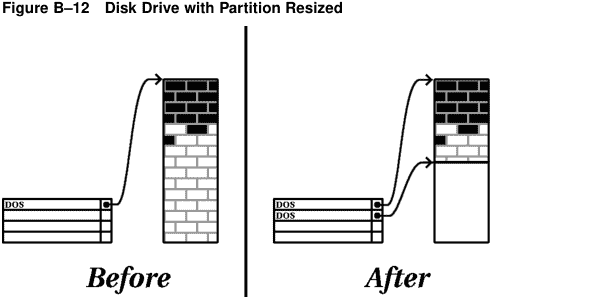 Figure B–12 Disk Drive with Partition Resized
DOS
DOS
DOS
Before
After